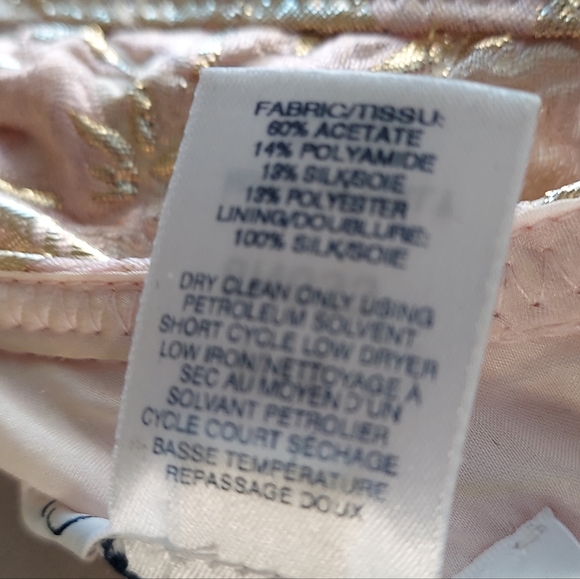 FABRIC/TISSU:
60% ACETATE
14% POLYAMIDE
13% SILK/SOIE
13% POLYESTER
LINING/DOUBLURE:
100% SILK/SOIE
DRY CLEAN ONLY USING
PETROLEUM SOLVENT
SHORT CYCLE LOW DRYER
LOW IRON/NETTOYAGE À
SEC AU MOYEN D'UN
SOLVANT PETROLIER
CYCLE COURT SÉCHAGE
BASSE TEMPÉRATURE
REPASSAGE DOUX